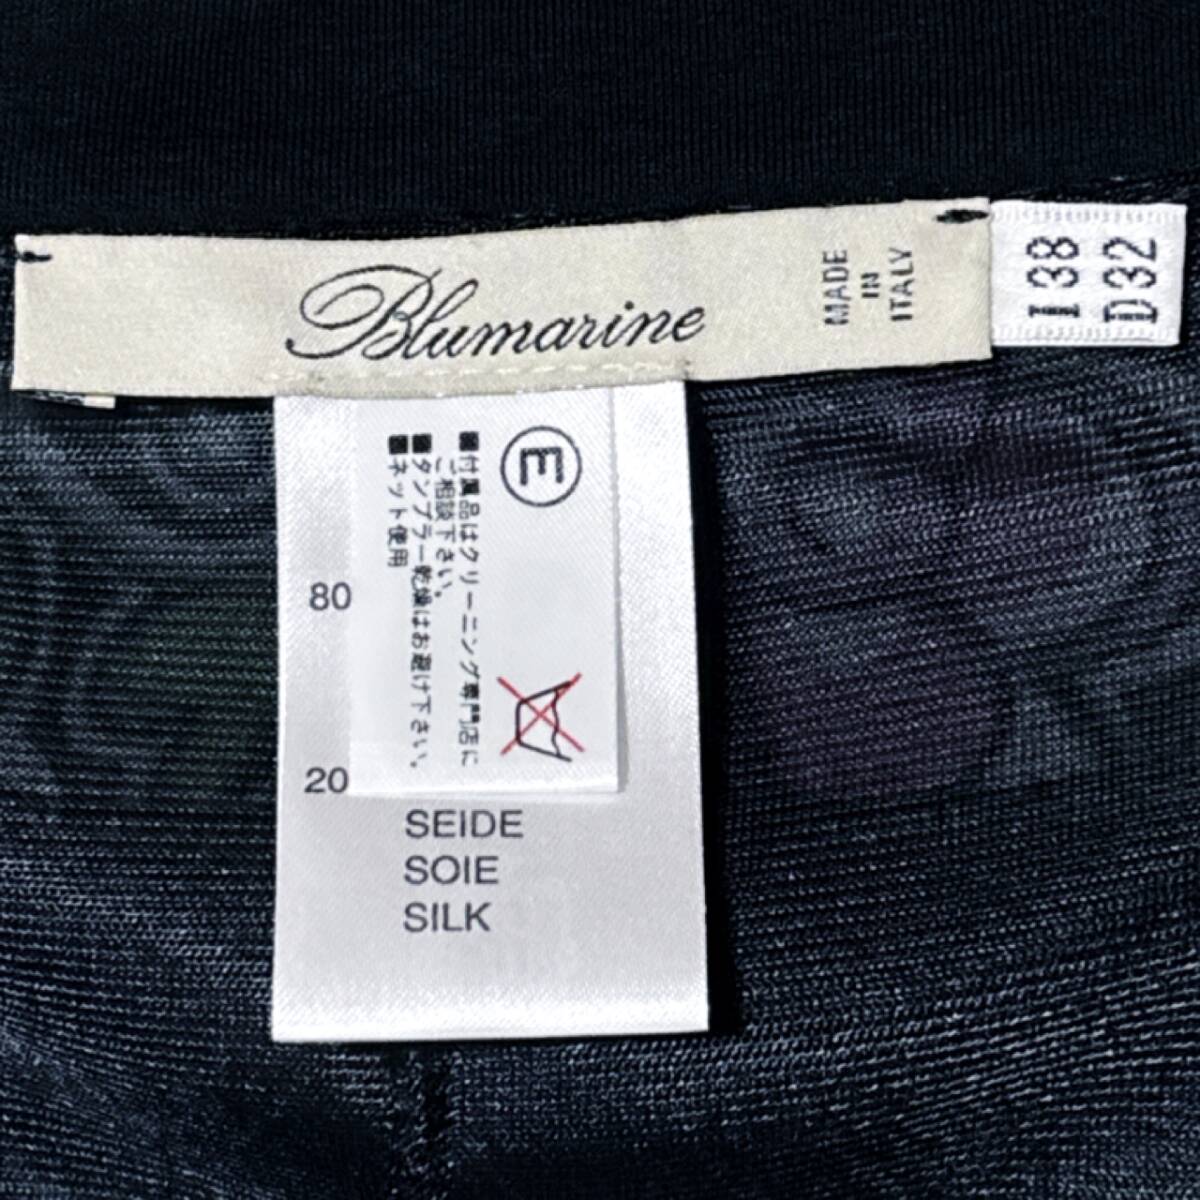 Blumarine
MADE
IN
ITALY
I 38
D32
E
■付属品はクリーニング専門店に
ご相談下さい。
■タンブラー乾燥はお避け下さい。
■ネット使用
80
20
SEIDE
SOIE
SILK